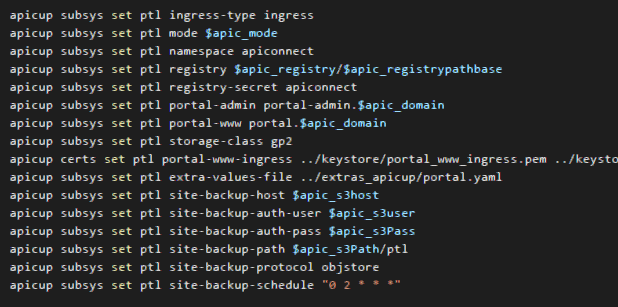 apicup subsys set ptl ingress-type ingress
apicup subsys set ptl mode $apic_mode
apicup subsys set ptl namespace apiconnect
apicup subsys set ptl registry $apic_registry/$apic_registrypathbase
apicup subsys set ptl registry-secret apiconnect
apicup subsys set ptl portal-admin portal-admin.$apic_domain
apicup subsys set ptl portal-www portal.$apic_domain
apicup subsys set ptl storage-class gp2
apicup certs set ptl portal-www-ingress ../keystore/portal_www_ingress.pem ../keysto
apicup subsys set ptl extra-values-file ../extras_apicup/portal.yaml
apicup subsys set ptl site-backup-host $apic_s3host
apicup subsys set ptl site-backup-auth-user $apic_s3user
apicup subsys set ptl site-backup-auth-pass $apic_s3Pass
apicup subsys set ptl site-backup-path $apic_s3Path/ptl
apicup subsys set ptl site-backup-protocol objstore
apicup subsys set ptl site-backup-schedule "0 2 * * *"